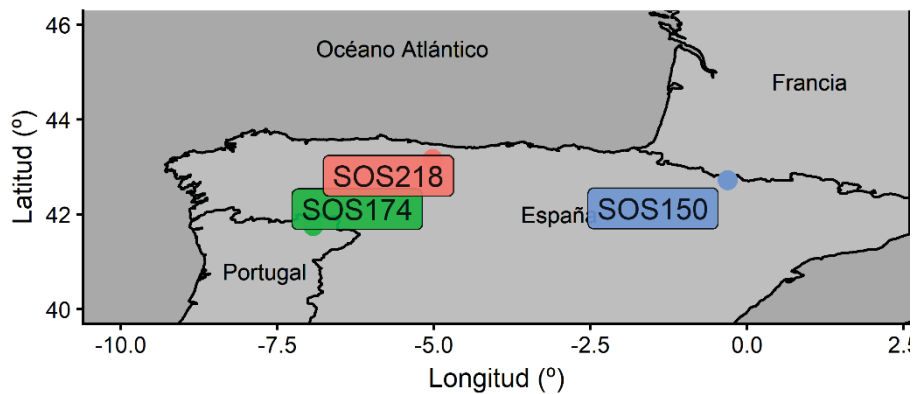 46
Océano Atlántico
Francia
44
Latitud (º)
SOS218
SOS174
España
SOS150
42
Portugal
40
-10.0
-7.5
-5.0
-2.5
0.0
2.5
Longitud (º)